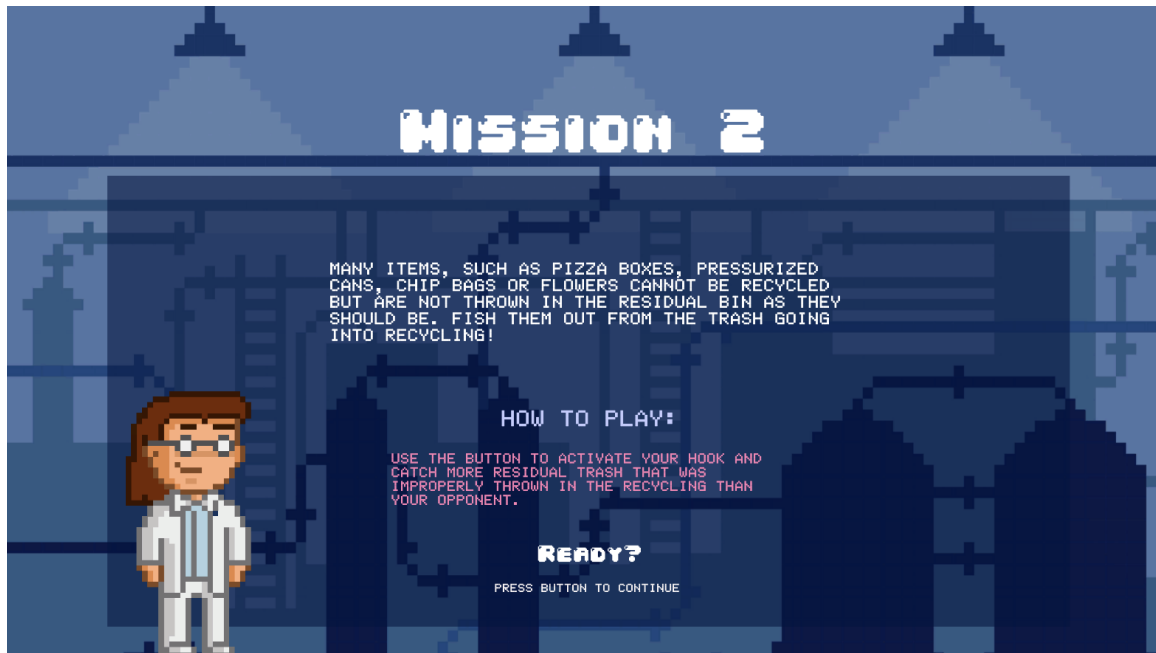 Mission 2
MANY ITEMS, SUCH AS PIZZA BOXES, PRESSURIZED
CANS, CHIP BAGS OR FLOWERS CANNOT BE RECYCLED
BUT ARE NOT THROWN IN THE RESIDUAL BIN AS THEY
SHOULD BE. FISH THEM OUT FROM THE TRASH GOING
INTO RECYCLING!
HOW TO PLAY:
USE THE BUTTON TO ACTIVATE YOUR HOOK AND
CATCH MORE RESIDUAL TRASH THAT WAS
IMPROPERLY THROWN IN THE RECYCLING THAN
YOUR OPPONENT.
Ready?
PRESS BUTTON TO CONTINUE